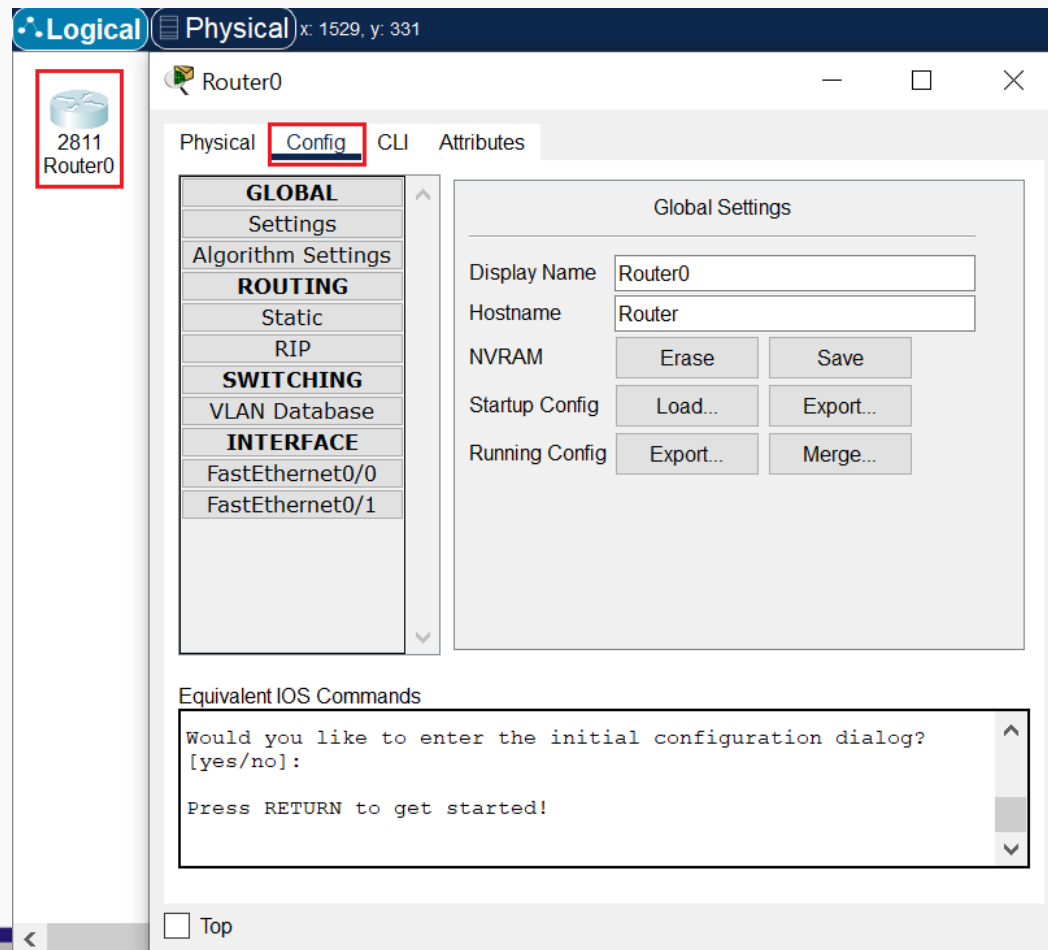 Logical Physical x: 1529, y: 331
2811
Router0
Router0
Physical Config CLI Attributes
GLOBAL
Settings
Algorithm Settings
ROUTING
Static
RIP
SWITCHING
VLAN Database
INTERFACE
FastEthernet0/0
FastEthernet0/1
Global Settings
Display Name Router0
Hostname Router
NVRAM Erase Save
Startup Config Load... Export...
Running Config Export... Merge...
Equivalent IOS Commands
Would you like to enter the initial configuration dialog?
[yes/no]:
Press RETURN to get started!
Top